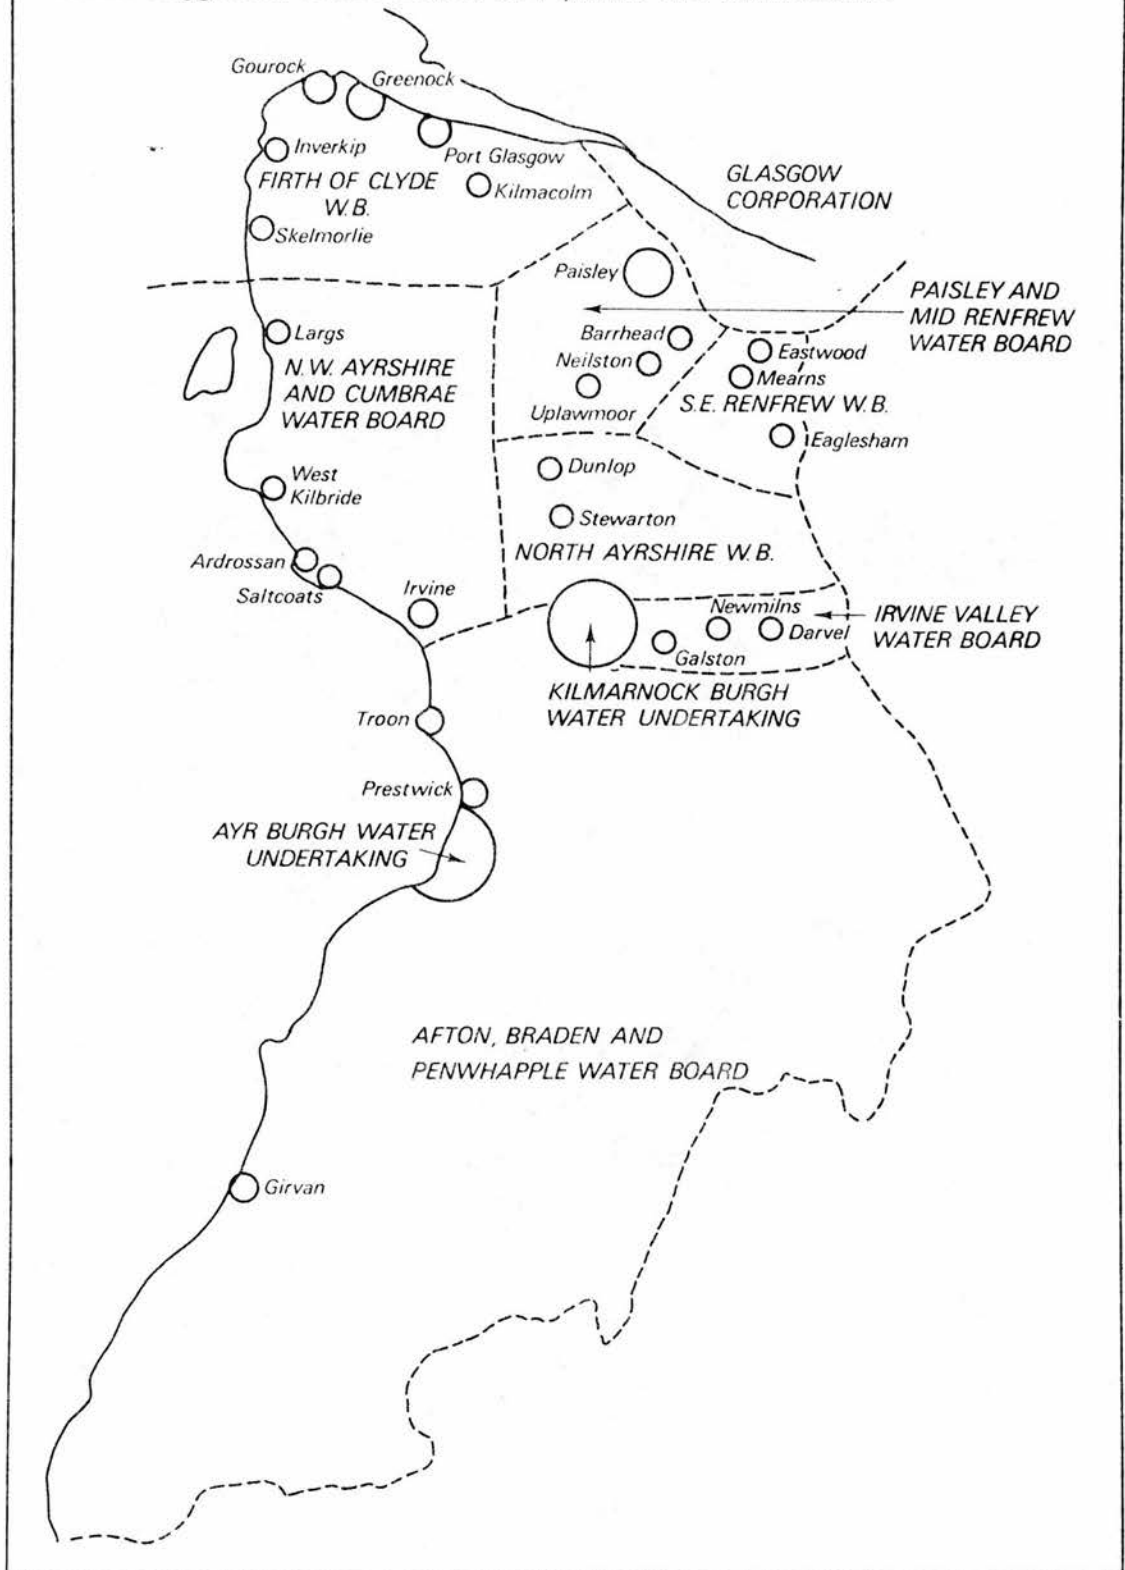 Gourock
Greenock
Inverkip
Port Glasgow
FIRTH OF CLYDE
W.B.
Kilmacolm
Skelmorlie
GLASGOW
CORPORATION
Paisley
PAISLEY AND
MID RENFREW
WATER BOARD
Largs
Barrhead
Neilston
Uplawmoor
Eastwood
Mearns
S.E. RENFREW W.B.
Eaglesham
N.W. AYRSHIRE
AND CUMBRAE
WATER BOARD
Dunlop
Stewarton
NORTH AYRSHIRE W.B.
West
Kilbride
Ardrossan
Saltcoats
Irvine
Newmilns
Darvel
Galston
IRVINE VALLEY
WATER BOARD
KILMARNOCK BURGH
WATER UNDERTAKING
Troon
Prestwick
AYR BURGH WATER
UNDERTAKING
AFTON, BRADEN AND
PENWHAPPLE WATER BOARD
Girvan